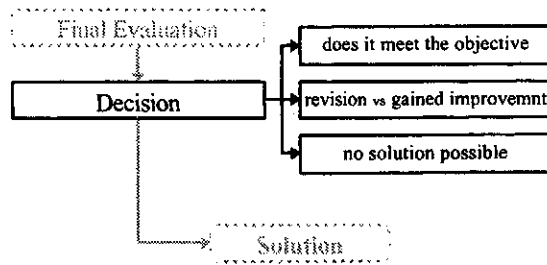 Final Evaluation
does it meet the objective
Decision
revision vs gained improvemnt
no solution possible
Solution